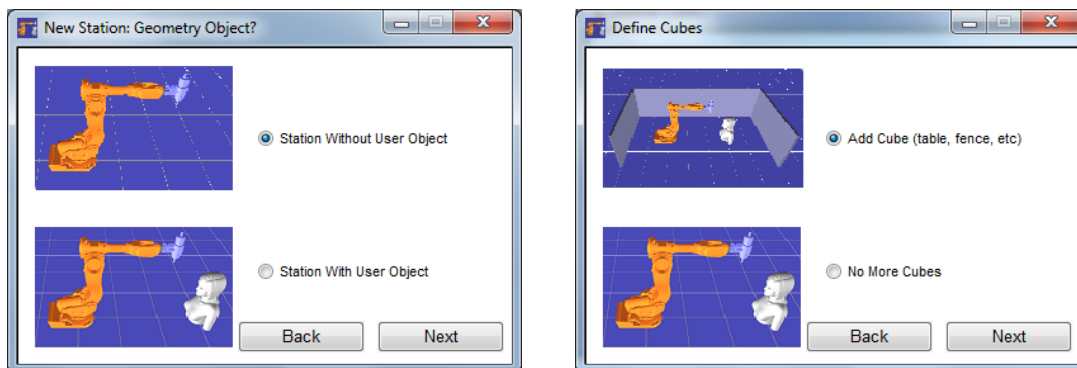 New Station: Geometry Object?
Station Without User Object
Station With User Object
Back
Next
Define Cubes
Add Cube (table, fence, etc)
No More Cubes
Back
Next